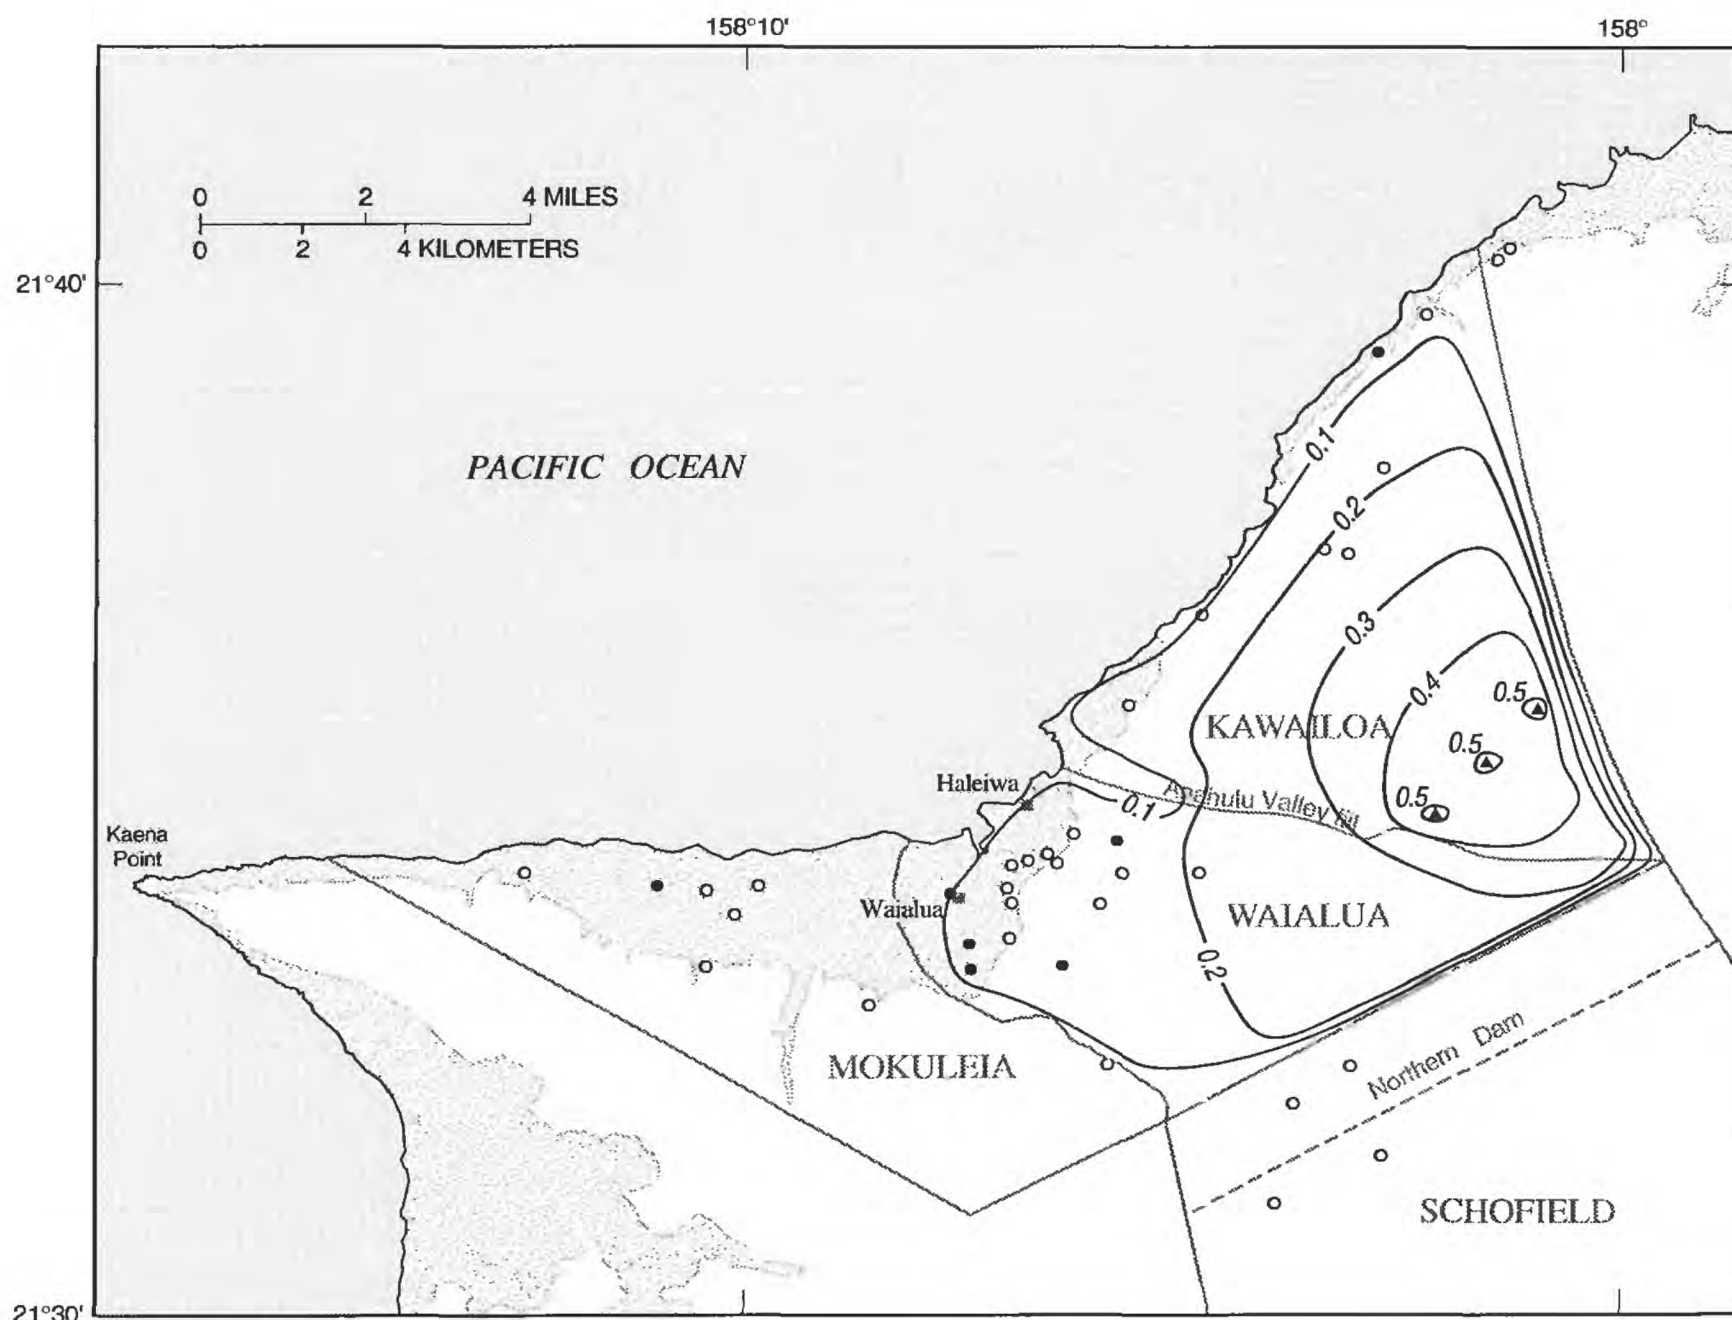 158°10'
158°
0 2 4 MILES
0 2 4 KILOMETERS
21°40'
PACIFIC OCEAN
0.1
0.2
0.3
0.4
0.5
KAWAILOA
0.5
Haleiwa
0.1
Anahulu Valley fill
0.5
Kaena
Point
Waialua
WAIALUA
0.2
MOKULEIA
Northern Dam
SCHOFIELD
21°30'